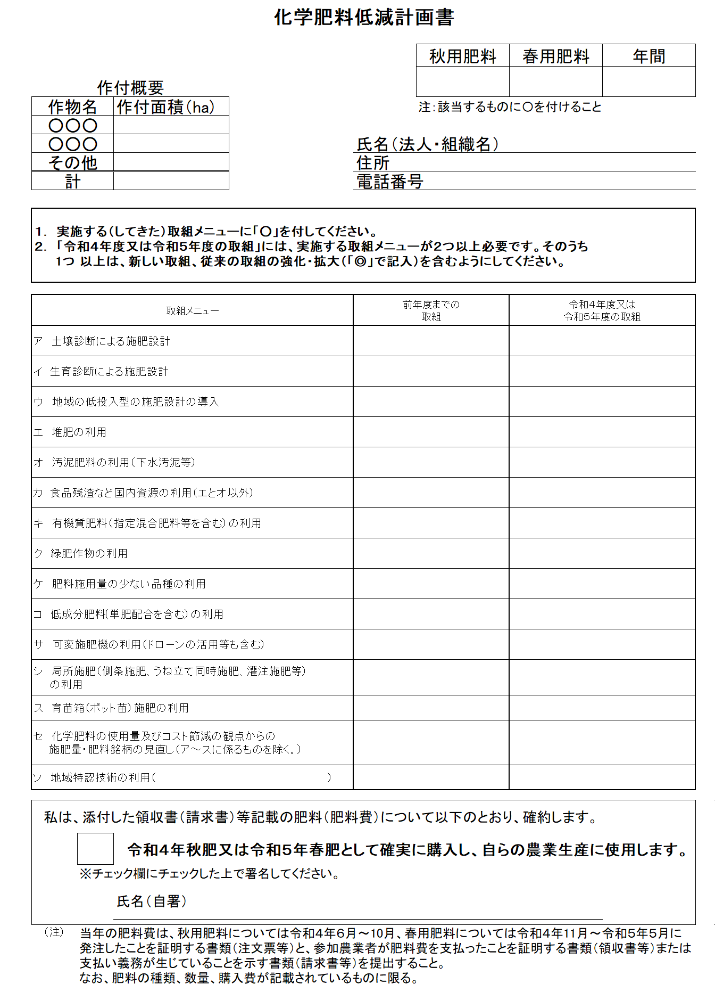 化学肥料低減計画書
秋用肥料 春用肥料 年間
注：該当するものに〇を付けること
作付概要
作物名 作付面積（ha）
〇〇〇
〇〇〇
その他
計
氏名（法人・組織名）
住所
電話番号
1. 実施する（してきた）取組メニューに「〇」を付してください。
2. 「令和４年度又は令和５年度の取組」には、実施する取組メニューが２つ以上必要です。そのうち
1つ 以上は、新しい取組、従来の取組の強化・拡大（「◎」で記入）を含むようにしてください。
取組メニュー 前年度までの 令和４年度又は
取組 令和５年度の取組
ア 土壌診断による施肥設計
イ 生育診断による施肥設計
ウ 地域の低投入型の施肥設計の導入
エ 堆肥の利用
オ 汚泥肥料の利用（下水汚泥等）
カ 食品残渣など国内資源の利用（エとオ以外）
キ 有機質肥料（指定混合肥料等を含む）の利用
ク 緑肥作物の利用
ケ 肥料施用量の少ない品種の利用
コ 低成分肥料(単肥配合を含む）の利用
サ 可変施肥機の利用（ドローンの活用等も含む）
シ 局所施肥（側条施肥、うね立て同時施肥、灌注施肥等）
の利用
ス 育苗箱（ポット苗）施肥の利用
セ 化学肥料の使用量及びコスト節減の観点からの
施肥量・肥料銘柄の見直し（ア～スに係るものを除く。）
ソ 地域特認技術の利用（ ）
私は、添付した領収書（請求書）等記載の肥料（肥料費）について以下のとおり、確約します。
令和４年秋肥又は令和５年春肥として確実に購入し、自らの農業生産に使用します。
※チェック欄にチェックした上で署名してください。
氏名（自署）
（注） 当年の肥料費は、秋用肥料については令和４年６月～10月、春用肥料については令和４年11月～令和５年５月に
発注したことを証明する書類（注文票等）と、参加農業者が肥料費を支払ったことを証明する書類（領収書等）または
支払い義務が生じていることを示す書類（請求書等）を提出すること。
なお、肥料の種類、数量、購入費が記載されているものに限る。